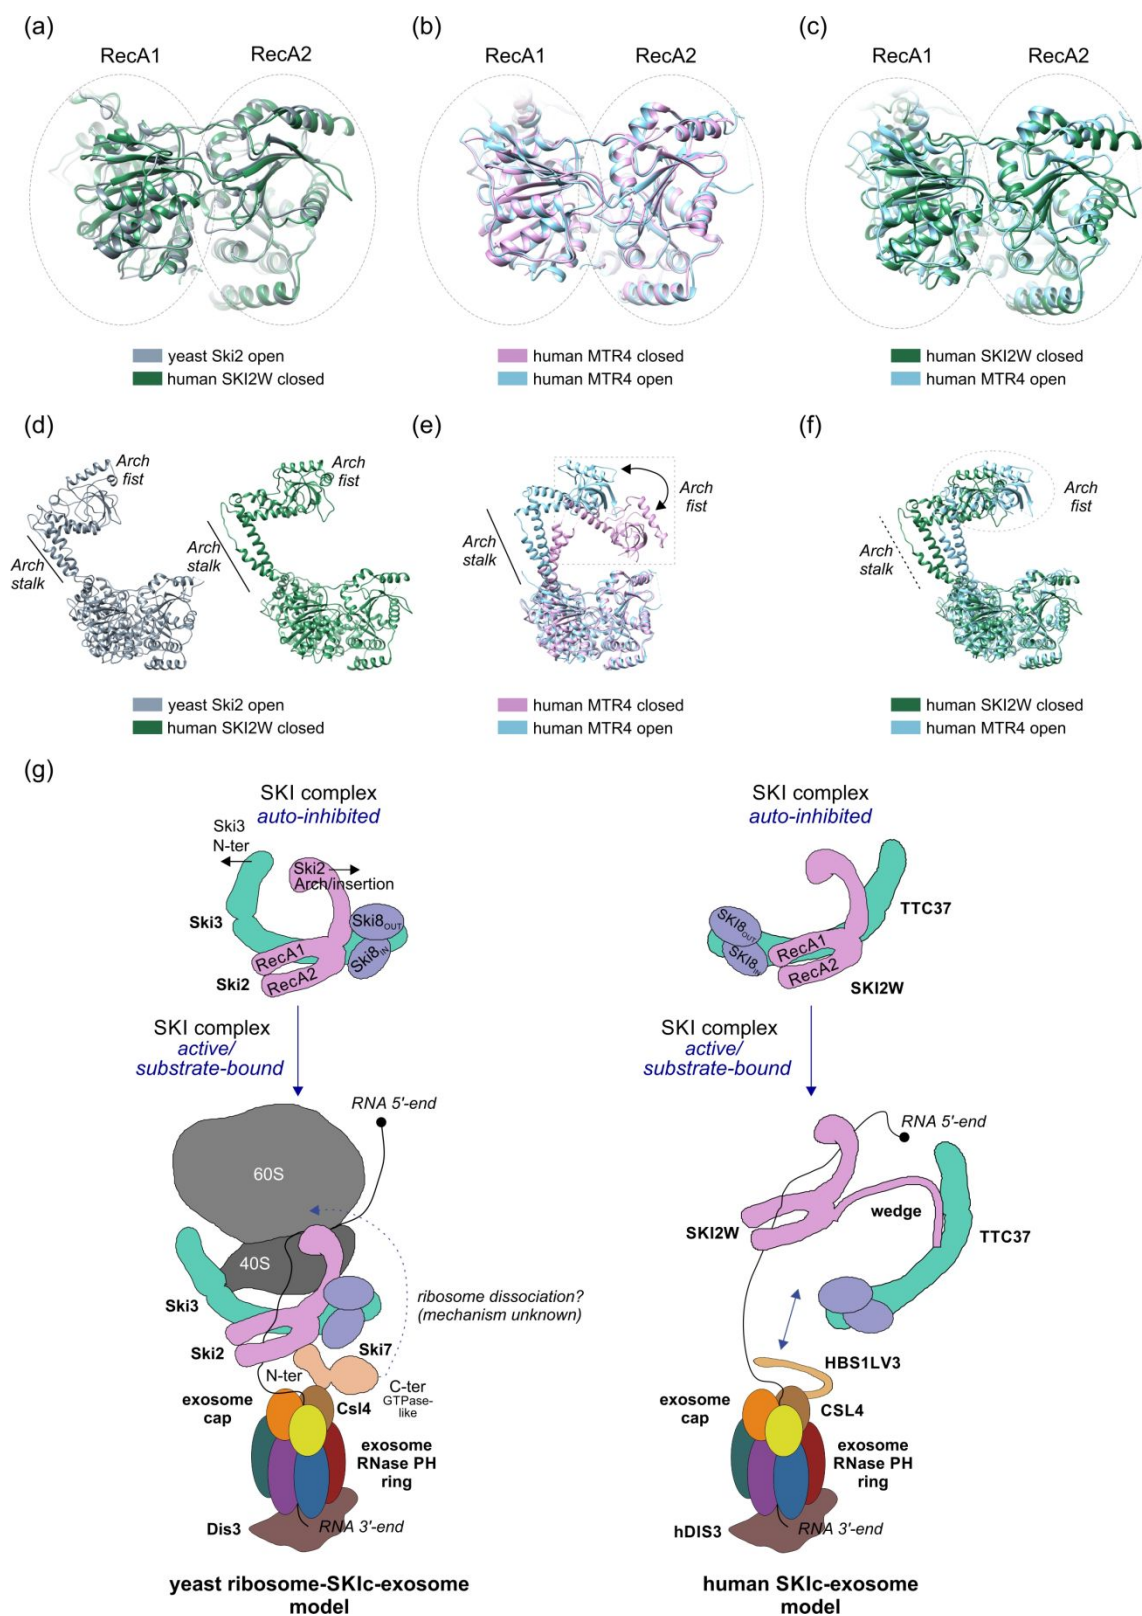 (a)
RecA1
RecA2
yeast Ski2 open
human SKI2W closed
(b)
RecA1
RecA2
human MTR4 closed
human MTR4 open
(c)
RecA1
RecA2
human SKI2W closed
human MTR4 open
(d)
Arch
fist
Arch
stalk
Arch
fist
Arch
stalk
yeast Ski2 open
human SKI2W closed
(e)
Arch
fist
Arch
stalk
human MTR4 closed
human MTR4 open
(f)
Arch
fist
Arch
stalk
human SKI2W closed
human MTR4 open
(g)
SKI complex
auto-inhibited
Ski3
N-ter
Ski2
Arch/insertion
Ski3
Ski8OUT
Ski8IN
RecA1
RecA2
Ski2
SKI complex
active/
substrate-bound
RNA 5'-end
60S
40S
Ski3
Ski2
ribosome dissociation?
(mechanism unknown)
Ski7
N-ter
C-ter
GTPase-
like
exosome
cap
Csl4
exosome
RNase PH
ring
Dis3
RNA 3'-end
yeast ribosome-SKIc-exosome
model
SKI complex
auto-inhibited
TTC37
SKI8OUT
SKI8IN
RecA1
RecA2
SKI2W
SKI complex
active/
substrate-bound
RNA 5'-end
SKI2W
wedge
TTC37
HBS1LV3
exosome
cap
CSL4
exosome
RNase PH
ring
hDIS3
RNA 3'-end
human SKIc-exosome
model